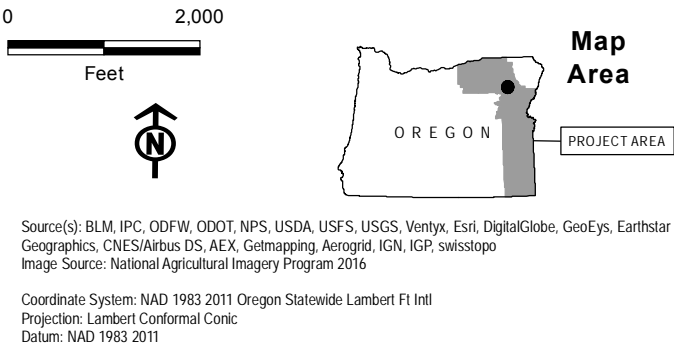 0 2,000
Feet
N
Map
Area
OREGON
PROJECT AREA
Source(s): BLM, IPC, ODFW, ODOT, NPS, USDA, USFS, USGS, Ventyx, Esri, DigitalGlobe, GeoEys, Earthstar
Geographics, CNES/Airbus DS, AEX, Getmapping, Aerogrid, IGN, IGP, swisstopo
Image Source: National Agricultural Imagery Program 2016
Coordinate System: NAD 1983 2011 Oregon Statewide Lambert Ft Intl
Projection: Lambert Conformal Conic
Datum: NAD 1983 2011